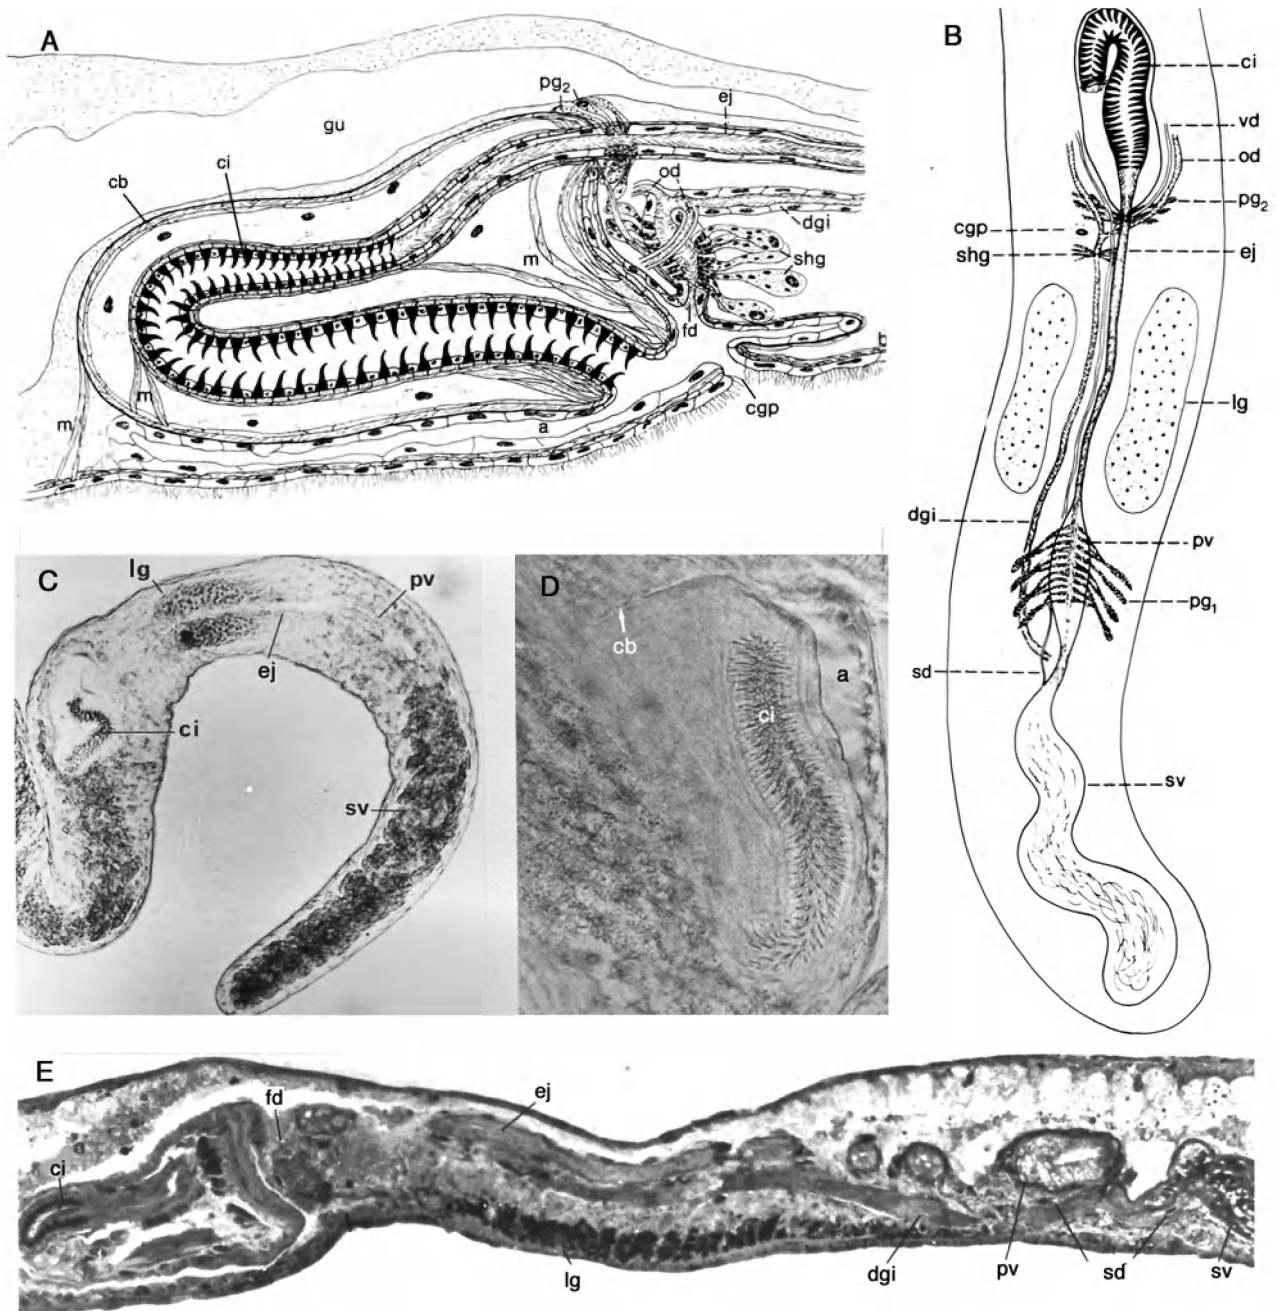 A
pg2
ej
gu
ci
od
cb
dgi
m
shg
fd
b
m
cgp
m
a
B
ci
vd
od
pg2
cgp
shg
ej
lg
dgi
pv
pg1
sd
sv
C
lg
pv
ej
ci
sv
D
cb
a
ci
E
fd
ej
ci
lg
dgi
pv
sd
sv